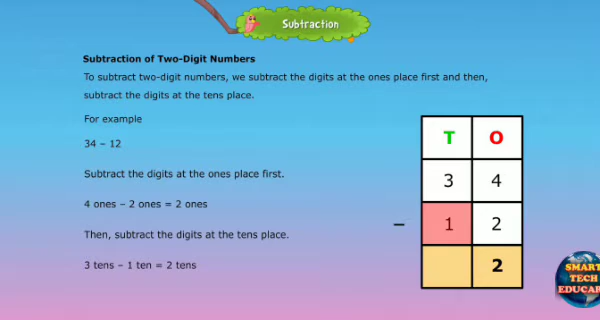 Subtraction
Subtraction of Two-Digit Numbers
To subtract two-digit numbers, we subtract the digits at the ones place first and then,
subtract the digits at the tens place.
For example
34 – 12
Subtract the digits at the ones place first.
4 ones – 2 ones = 2 ones
Then, subtract the digits at the tens place.
3 tens – 1 ten = 2 tens
T O
3 4
– 1 2
2
SMART
TECH